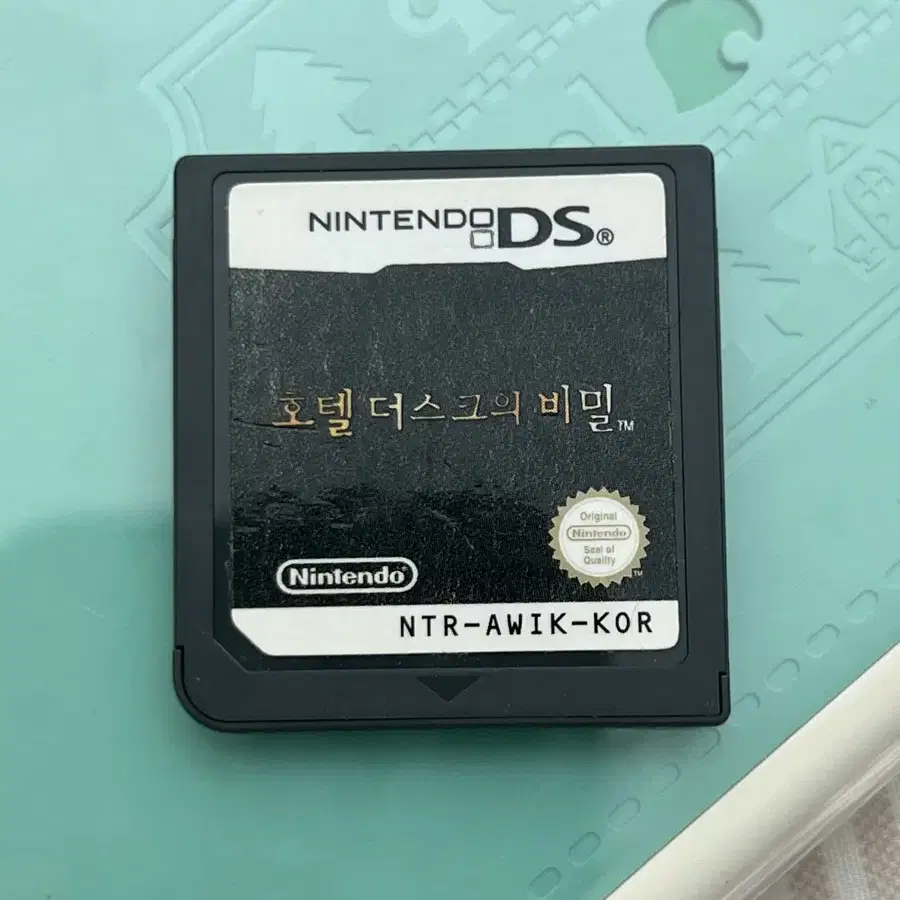 NINTENDO DS®
호텔 더스크의 비밀™
Original
Nintendo
Seal of
Quality
TM
Nintendo®
NTR-AWIK-KOR